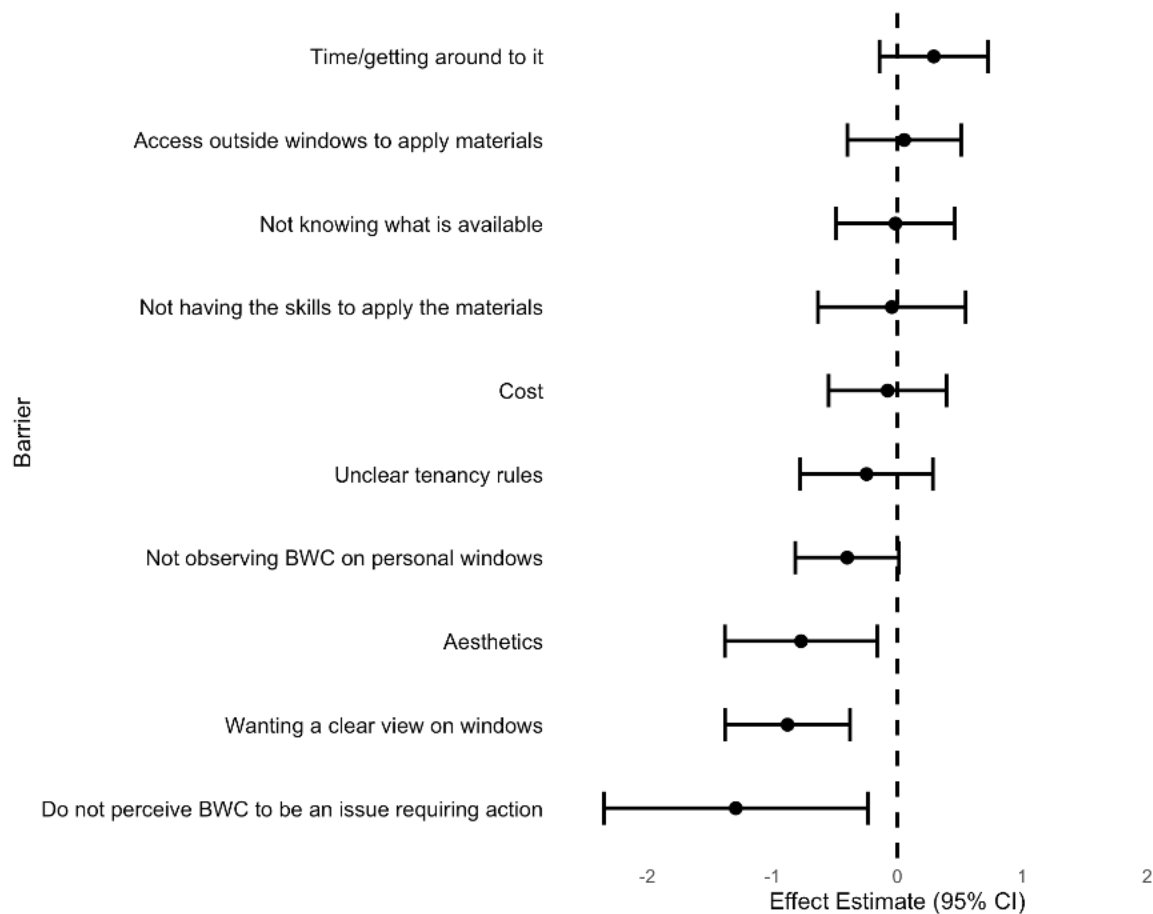 Time/getting around to it
Access outside windows to apply materials
Not knowing what is available
Not having the skills to apply the materials
Cost
Unclear tenancy rules
Not observing BWC on personal windows
Aesthetics
Wanting a clear view on windows
Do not perceive BWC to be an issue requiring action
Barrier
-2 -1 0 1 2
Effect Estimate (95% CI)